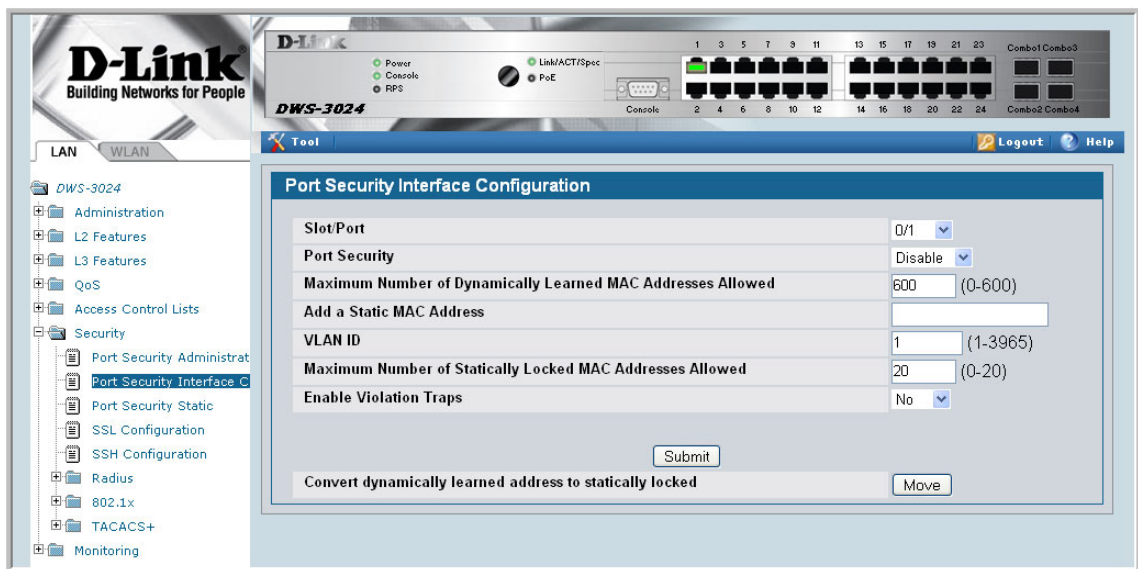 D-Link
Building Networks for People
D-Link
Power
Console
RPS
Link/ACT/Spee
PoE
DWS-3024
Console
1 3 5 7 9 11 13 15 17 19 21 23 Combo1 Combo3
2 4 6 8 10 12 14 16 18 20 22 24 Combo2 Combo4
LAN WLAN
Tool Logout Help
DWS-3024
Administration
L2 Features
L3 Features
QoS
Access Control Lists
Security
Port Security Administrat
Port Security Interface C
Port Security Static
SSL Configuration
SSH Configuration
Radius
802.1x
TACACS+
Monitoring
Port Security Interface Configuration
Slot/Port 0/1
Port Security Disable
Maximum Number of Dynamically Learned MAC Addresses Allowed 600 (0-600)
Add a Static MAC Address
VLAN ID 1 (1-3965)
Maximum Number of Statically Locked MAC Addresses Allowed 20 (0-20)
Enable Violation Traps No
Submit
Convert dynamically learned address to statically locked Move